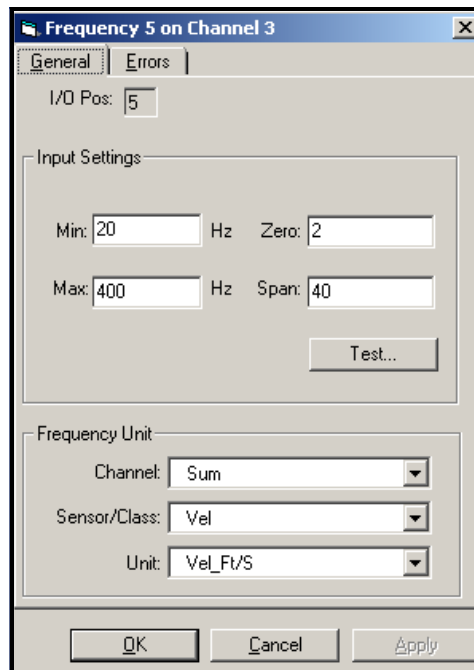 Frequency 5 on Channel 3
General Errors
I/O Pos: 5
Input Settings
Min: 20 Hz Zero: 2
Max: 400 Hz Span: 40
Test...
Frequency Unit
Channel: Sum
Sensor/Class: Vel
Unit: Vel_Ft/S
OK Cancel Apply